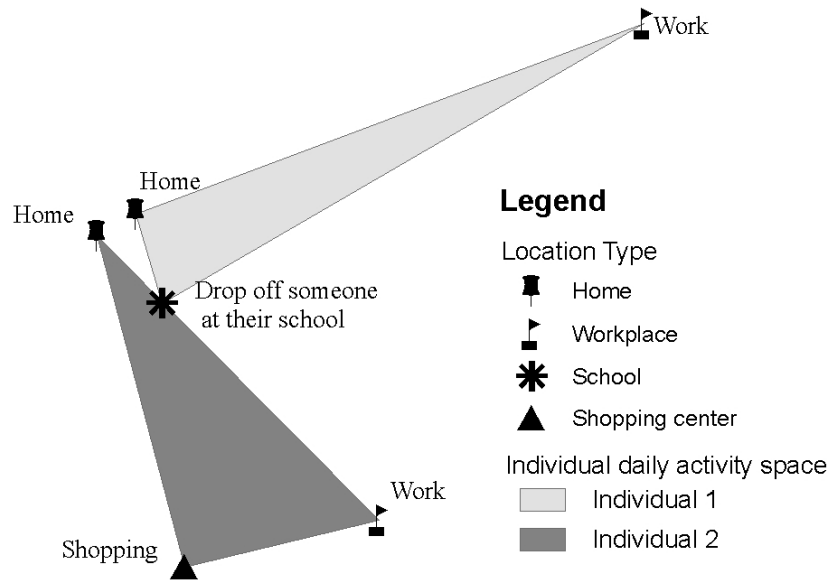 Work
Home
Home
Drop off someone
at their school
Work
Shopping
Legend
Location Type
Home
Workplace
School
Shopping center
Individual daily activity space
Individual 1
Individual 2